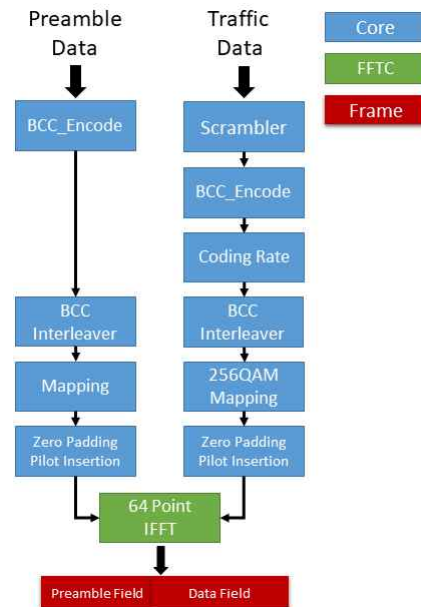 Preamble
Data
Traffic
Data
Core
FFTC
Frame
BCC_Encode
Scrambler
BCC_Encode
Coding Rate
BCC
Interleaver
BCC
Interleaver
Mapping
256QAM
Mapping
Zero Padding
Pilot Insertion
Zero Padding
Pilot Insertion
64 Point
IFFT
Preamble Field
Data Field